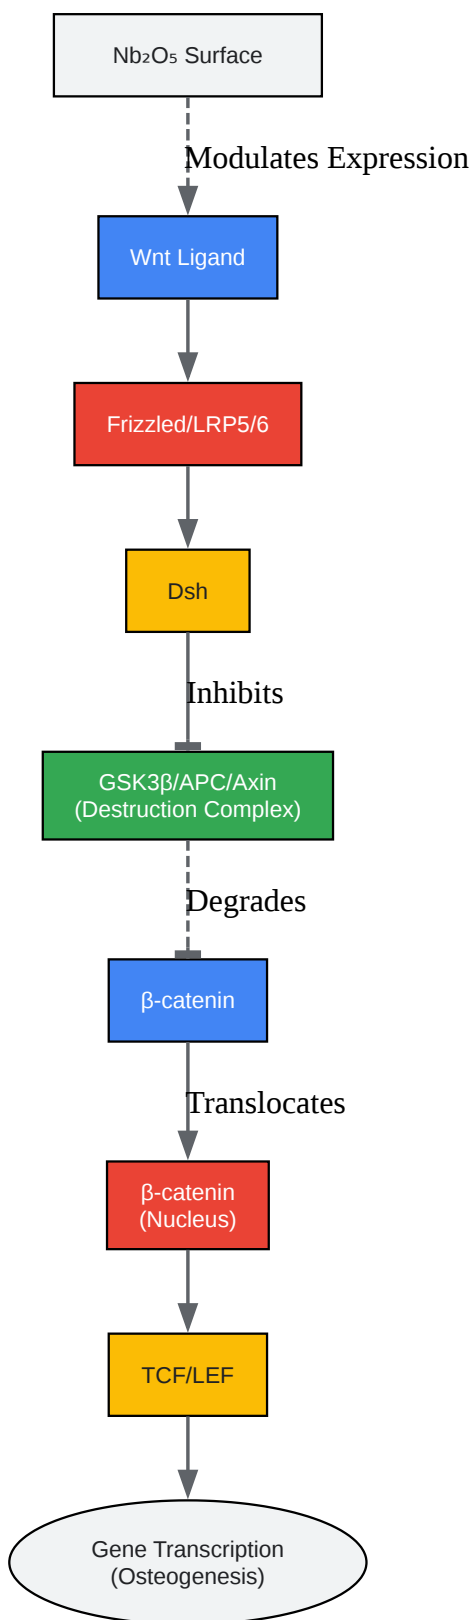 Nb₂O₅ Surface
Modulates Expression
Wnt Ligand
Frizzled/LRP5/6
Dsh
Inhibits
GSK3β/APC/Axin
(Destruction Complex)
Degrades
β-catenin
Translocates
β-catenin
(Nucleus)
TCF/LEF
Gene Transcription
(Osteogenesis)